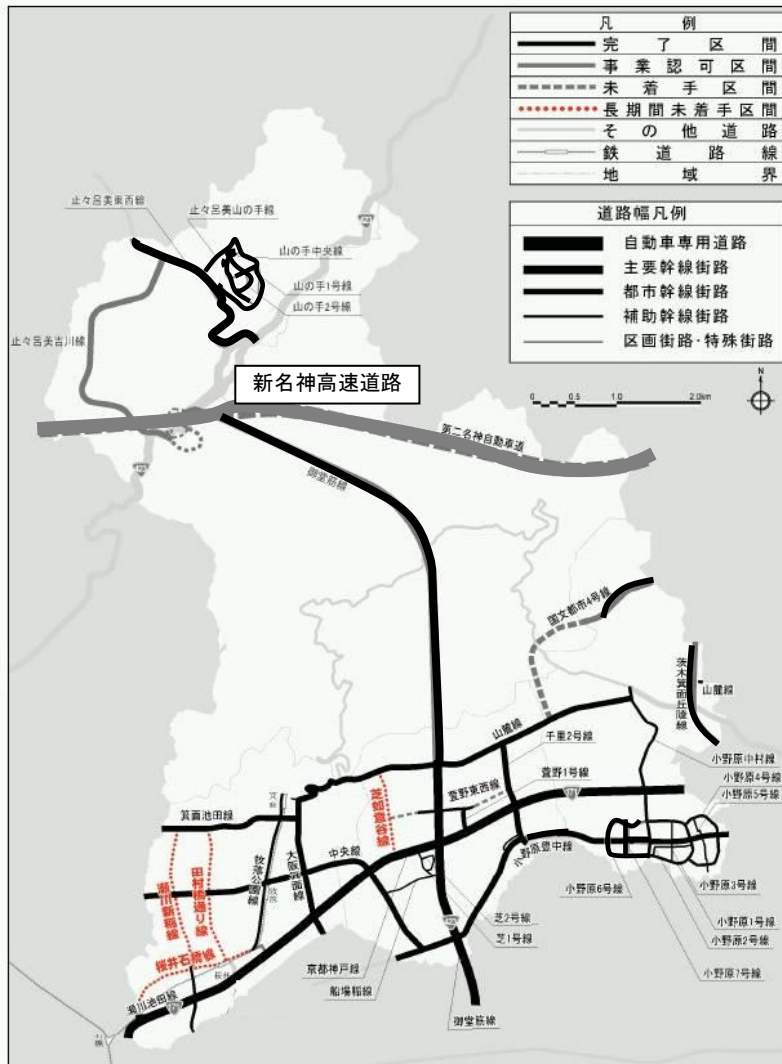 凡例
完了区間
事業認可区間
未着手区間
長期間未着手区間
その他道路
鉄道路線
地域界
道路幅凡例
自動車専用道路
主要幹線街路
都市幹線街路
補助幹線街路
区画街路・特殊街路
N
0 0.5 1.0 2.0km
止々呂美東西線
止々呂美山の手線
山の手中央線
山の手1号線
山の手2号線
止々呂美吉川線
423
新名神高速道路
第二名神自動車道
御堂筋線
423
国文都市4号線
茨木箕面丘陵線
山麓線
山麓線
千里2号線
小野原中村線
萱野東西線
萱野1号線
小野原4号線
小野原5号線
箕面池田線
芝如意谷線
171
牧落公園線
大阪箕面線
中央線
小野原豊中線
瀬川新稲線
田村橋通り線
小野原6号線
小野原3号線
芝2号線
小野原1号線
芝1号線
小野原2号線
桜井石橋線
京都神戸線
423
小野原7号線
船場稲線
瀬川池田線
御堂筋線
171